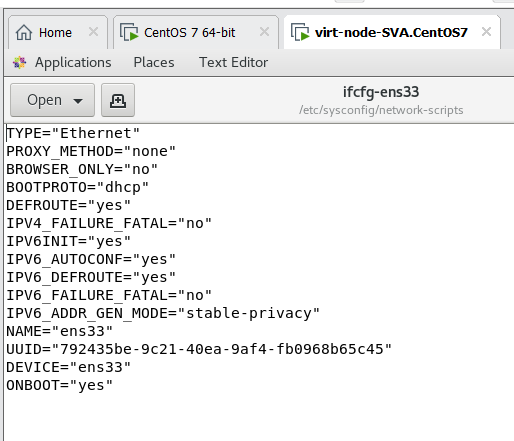 Home CentOS 7 64-bit virt-node-SVA.CentOS7
Applications Places Text Editor
Open ifcfg-ens33
/etc/sysconfig/network-scripts
TYPE="Ethernet"
PROXY_METHOD="none"
BROWSER_ONLY="no"
BOOTPROTO="dhcp"
DEFROUTE="yes"
IPV4_FAILURE_FATAL="no"
IPV6INIT="yes"
IPV6_AUTOCONF="yes"
IPV6_DEFROUTE="yes"
IPV6_FAILURE_FATAL="no"
IPV6_ADDR_GEN_MODE="stable-privacy"
NAME="ens33"
UUID="792435be-9c21-40ea-9af4-fb0968b65c45"
DEVICE="ens33"
ONBOOT="yes"